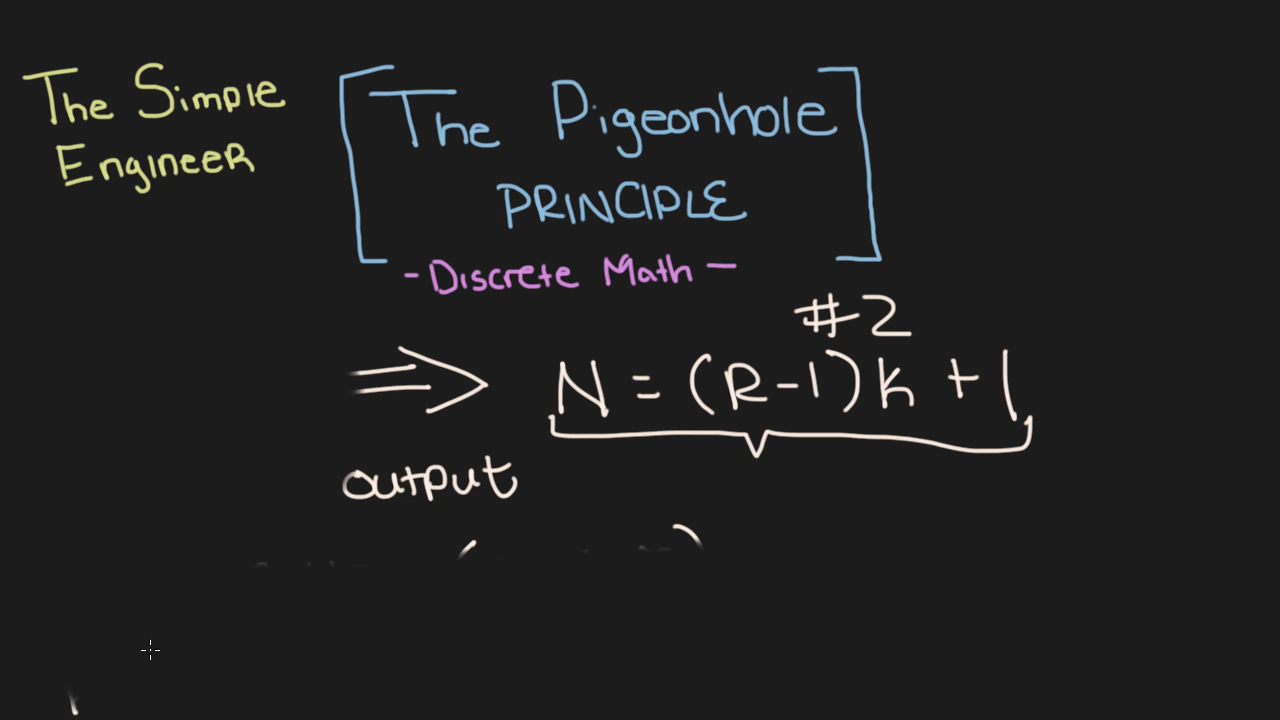 The Simple
Engineer
[The Pigeonhole
PRINCIPLE]
- Discrete Math -
#2
⇒ N = (R-1)k + 1
output